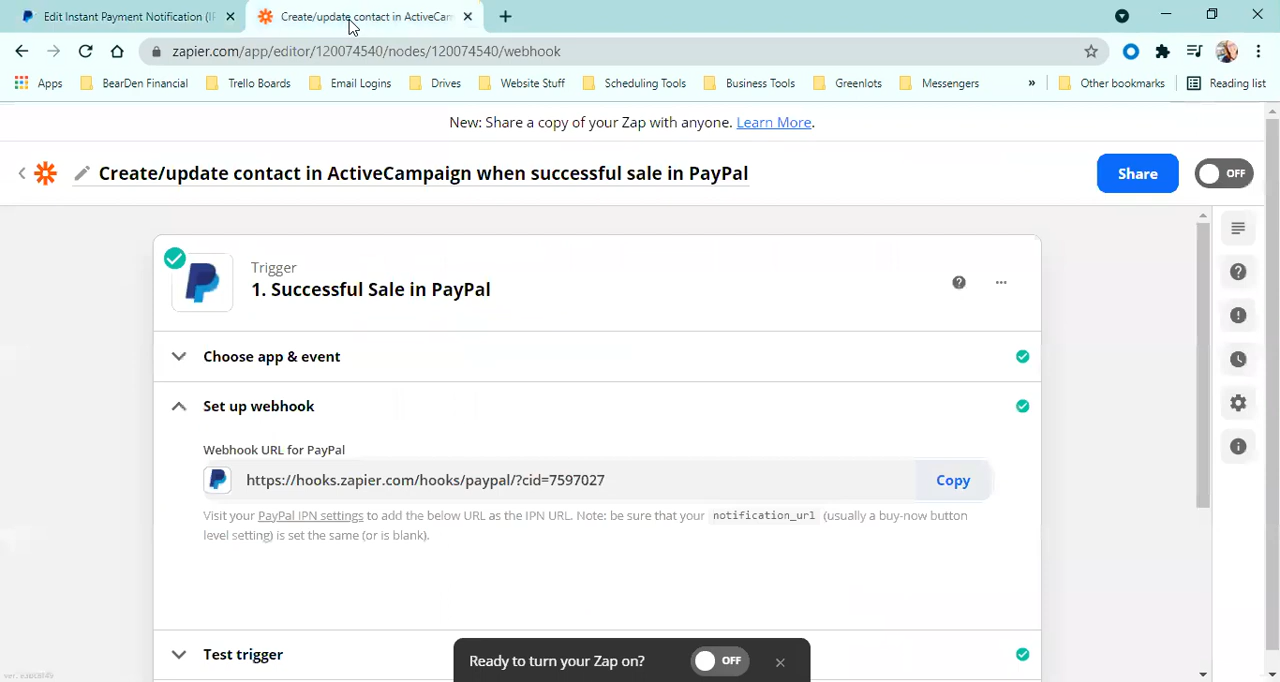 Edit Instant Payment Notification (IP
Create/update contact in ActiveCam
zapier.com/app/editor/120074540/nodes/120074540/webhook
Apps
BearDen Financial
Trello Boards
Email Logins
Drives
Website Stuff
Scheduling Tools
Business Tools
Greenlots
Messengers
»
Other bookmarks
Reading list
New: Share a copy of your Zap with anyone. Learn More.
Create/update contact in ActiveCampaign when successful sale in PayPal
Share
OFF
Trigger
1. Successful Sale in PayPal
Choose app & event
Set up webhook
Webhook URL for PayPal
https://hooks.zapier.com/hooks/paypal/?cid=7597027
Copy
Visit your PayPal IPN settings to add the below URL as the IPN URL. Note: be sure that your notification_url (usually a buy-now button
level setting) is set the same (or is blank).
Test trigger
Ready to turn your Zap on?
OFF